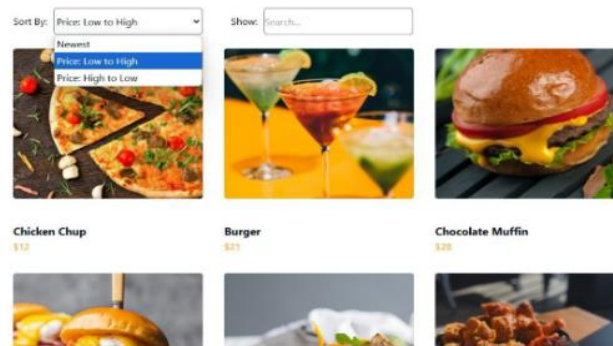 Sort By: Price: Low to High Show: Search...
Newest
Price: Low to High
Price: High to Low
Chicken Chup Burger Chocolate Muffin
$12 $21 $28